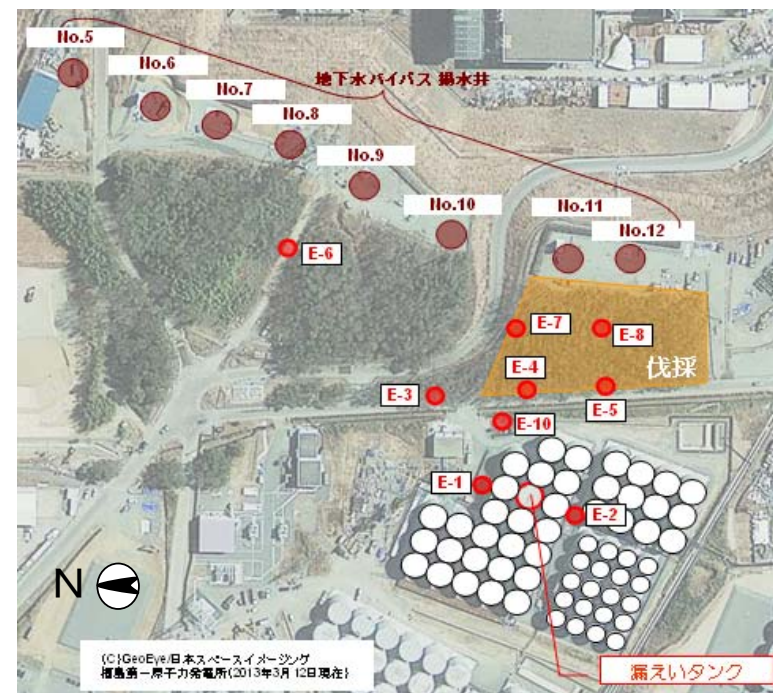 No.5
No.6
No.7
No.8
No.9
No.10
No.11
No.12
地下水バイパス 揚水井
E-6
E-7
E-8
伐採
E-4
E-3
E-5
E-10
E-1
E-2
N
(C)GeoEye/日本スペースイメージング
福島第一原子力発電所(2013年3月12日現在)
漏えいタンク